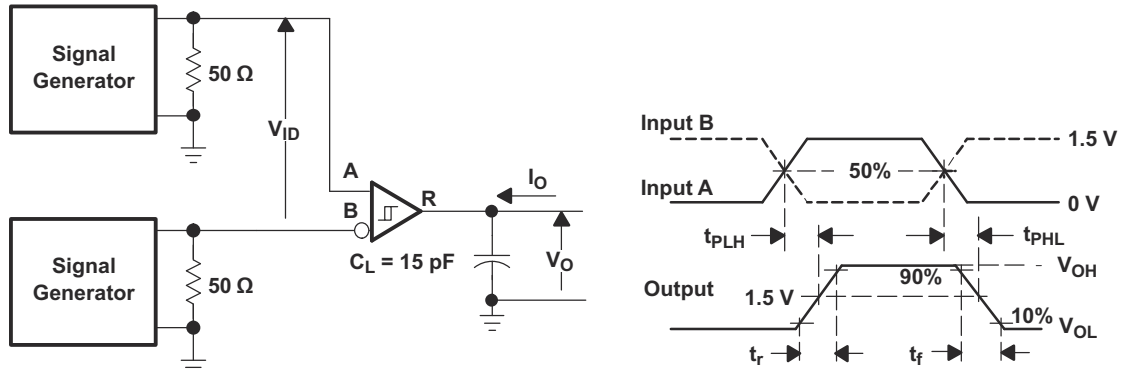 Signal
Generator
50 Ω
V_ID
A
B
R
I_O
C_L = 15 pF
V_O
Signal
Generator
50 Ω
Input B
1.5 V
50%
Input A
0 V
t_PLH
t_PHL
V_OH
90%
Output
1.5 V
10%
V_OL
t_r
t_f